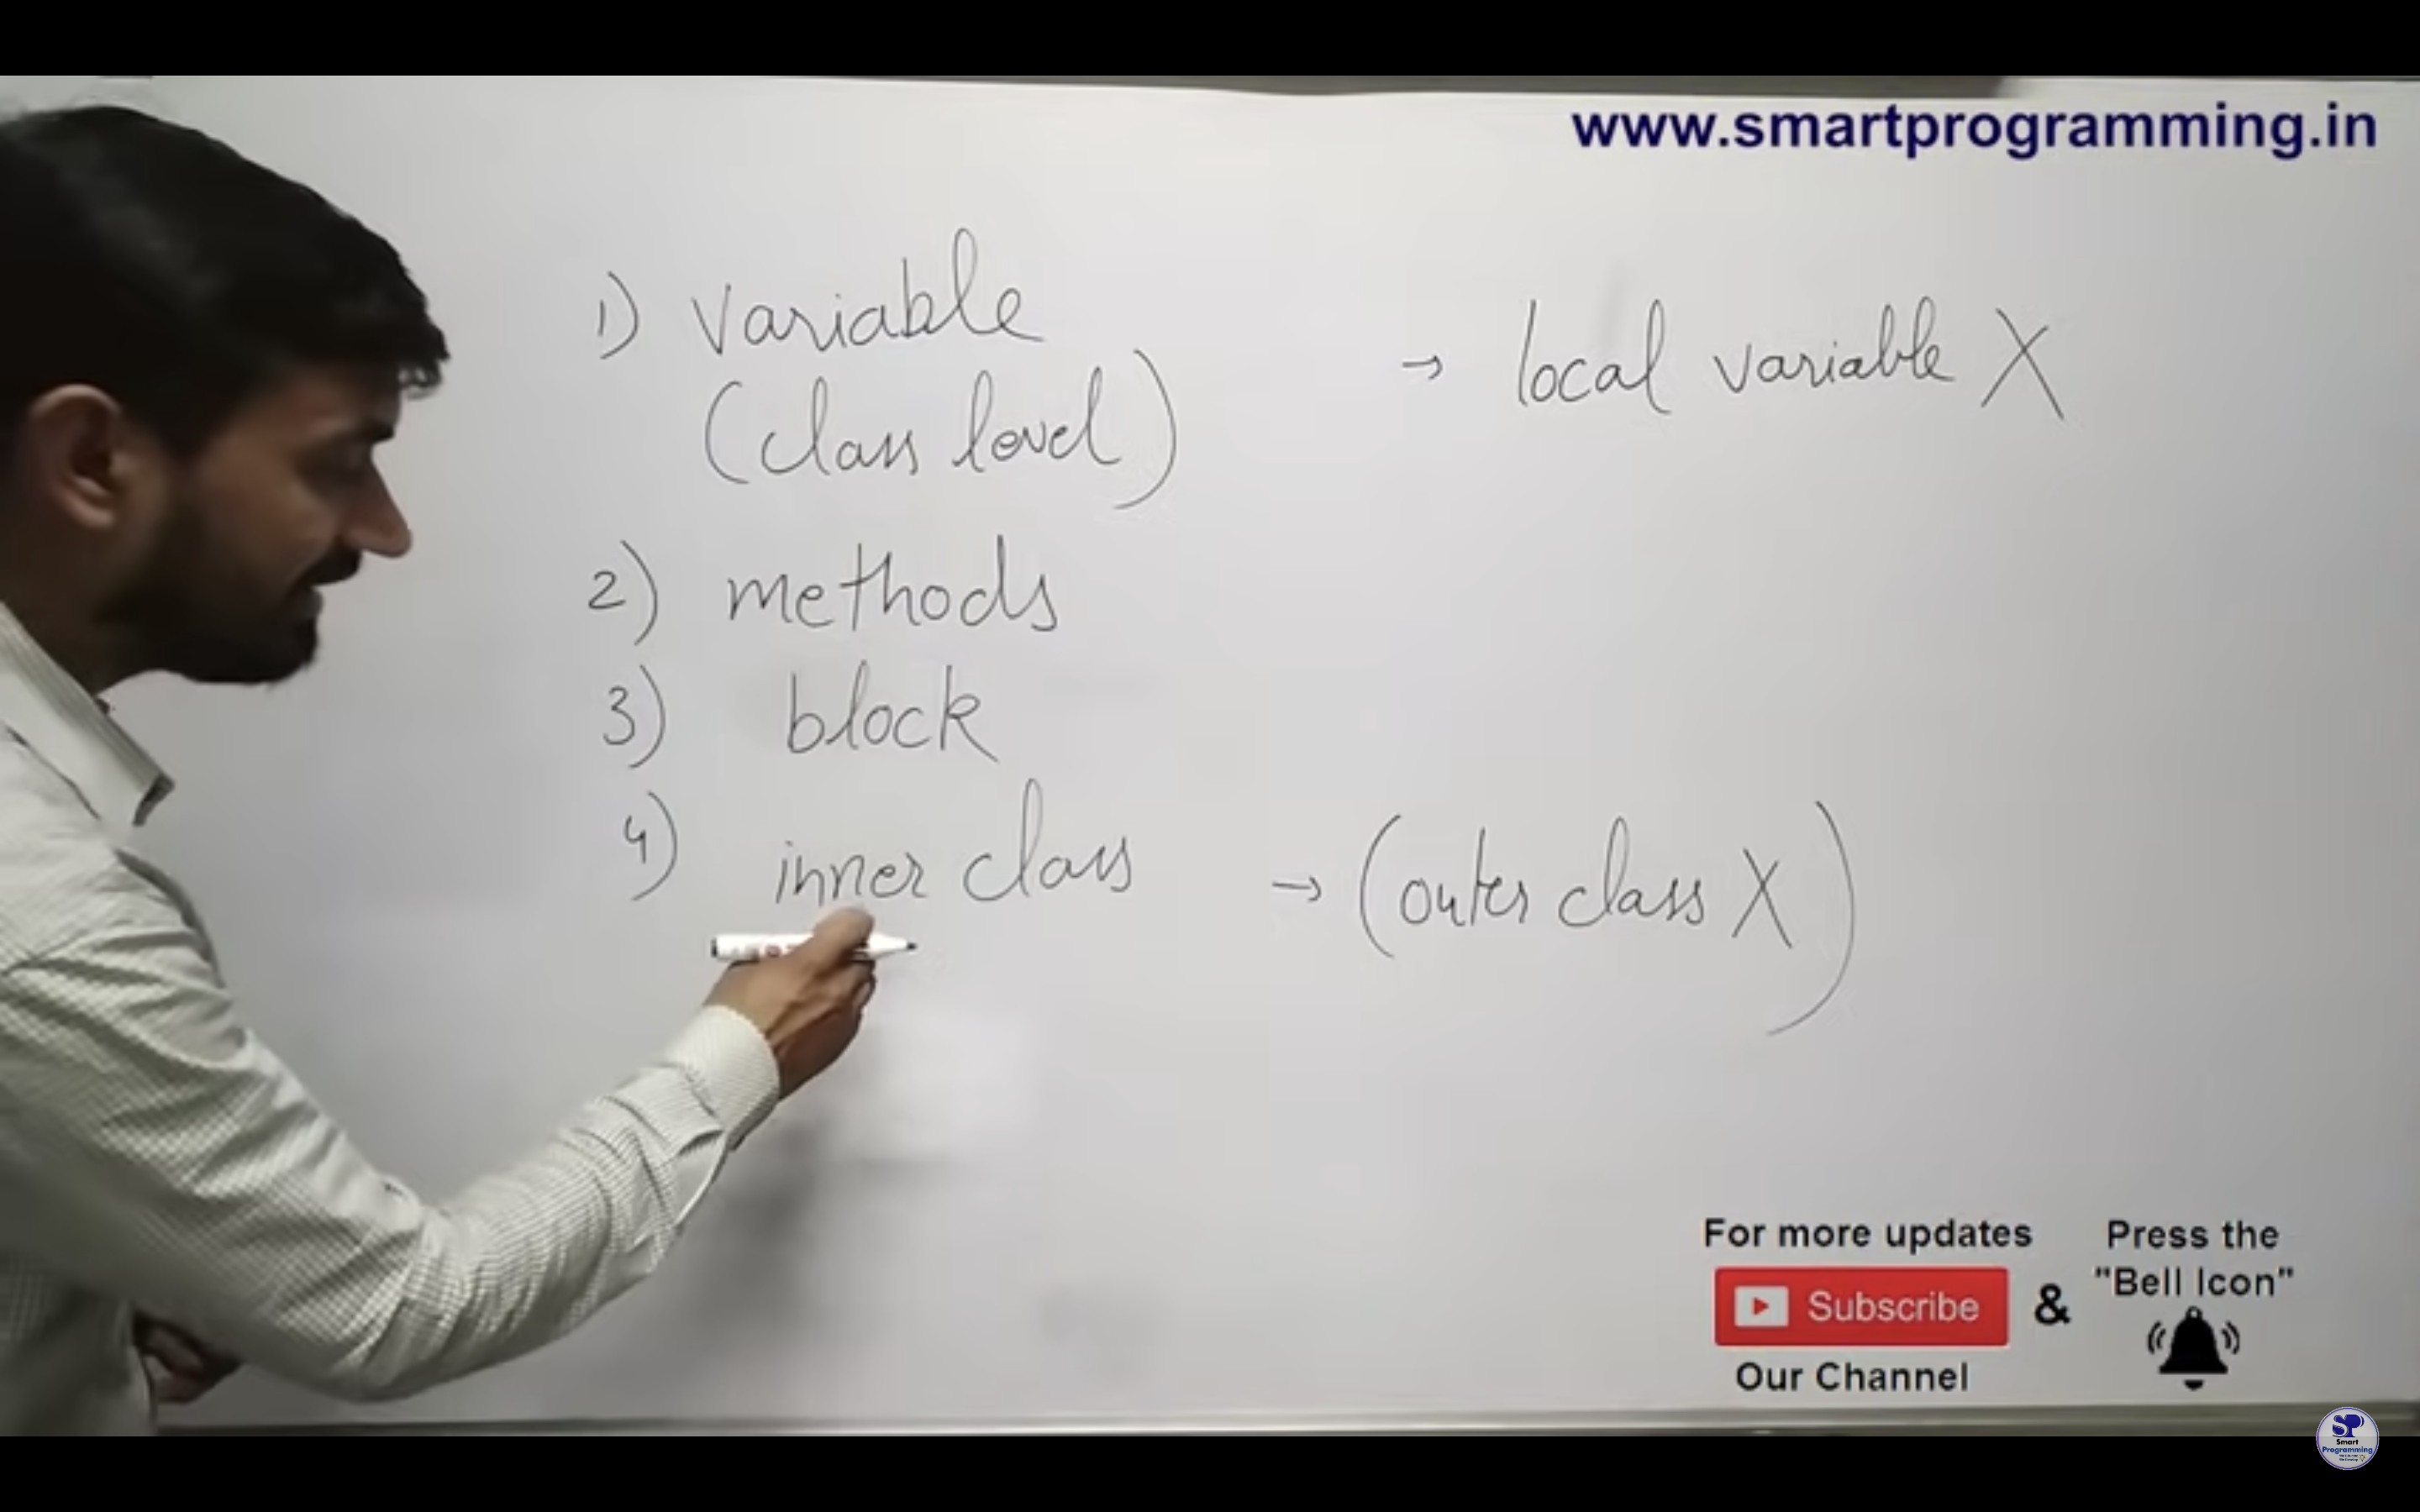 www.smartprogramming.in
1) Variable → local variable X
(class level)
2) methods
3) block
4) inner class → (outer class X)
For more updates
Press the
"Bell Icon"
Subscribe &
Our Channel
SP
Smart
Programming